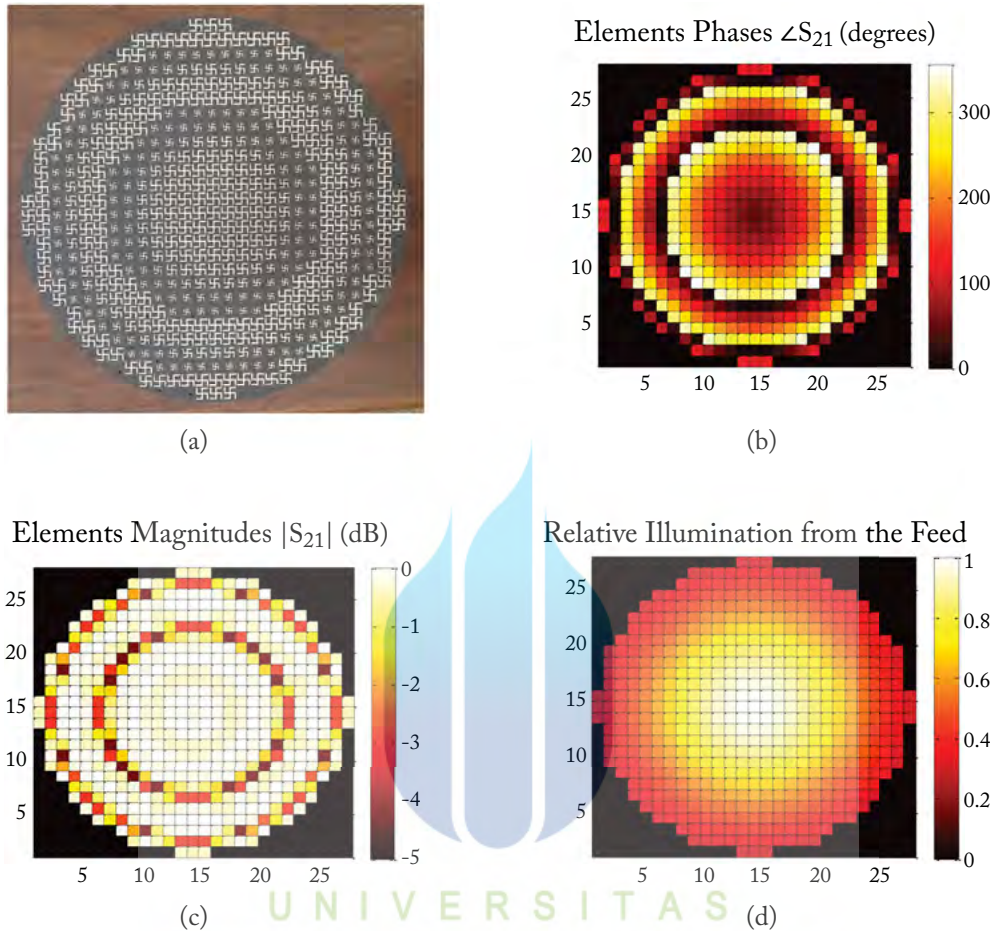 Elements Phases ∠S21 (degrees)
25
20
15
10
5
5 10 15 20 25
300
200
100
0
(a)
(b)
Elements Magnitudes |S21| (dB)
25
20
15
10
5
5 10 15 20 25
0
-1
-2
-3
-4
-5
Relative Illumination from the Feed
25
20
15
10
5
5 10 15 20 25
1
0.8
0.6
0.4
0.2
0
(c)
(d)
UNIVERSITAS